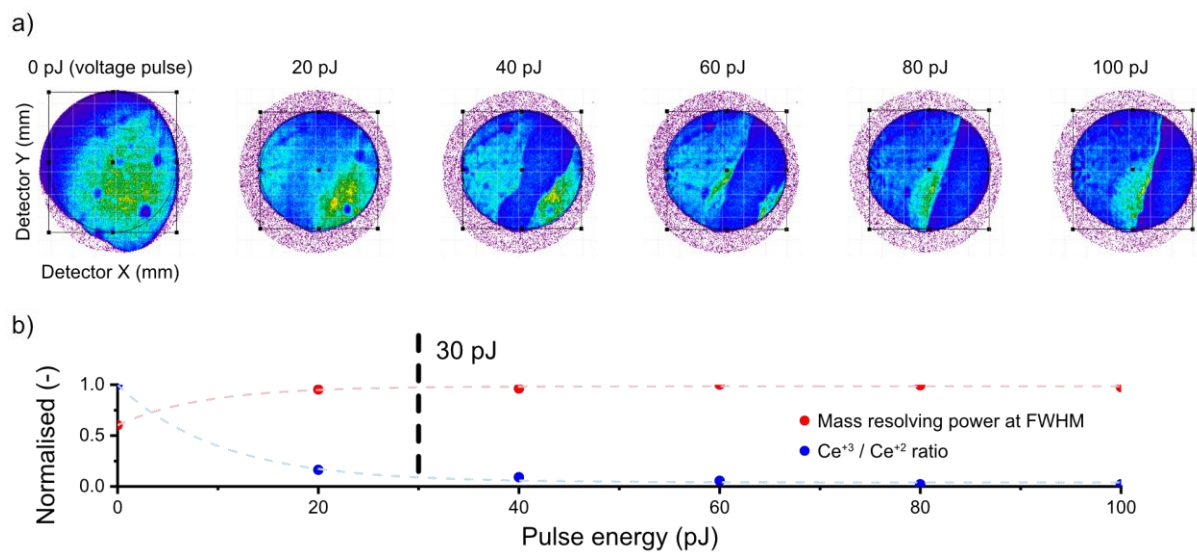 a)
0 pJ (voltage pulse) 20 pJ 40 pJ 60 pJ 80 pJ 100 pJ
Detector Y (mm)
Detector X (mm)
b)
30 pJ
Normalised (-)
1.0
0.5
0.0
Mass resolving power at FWHM
Ce⁺³ / Ce⁺² ratio
0 20 40 60 80 100
Pulse energy (pJ)